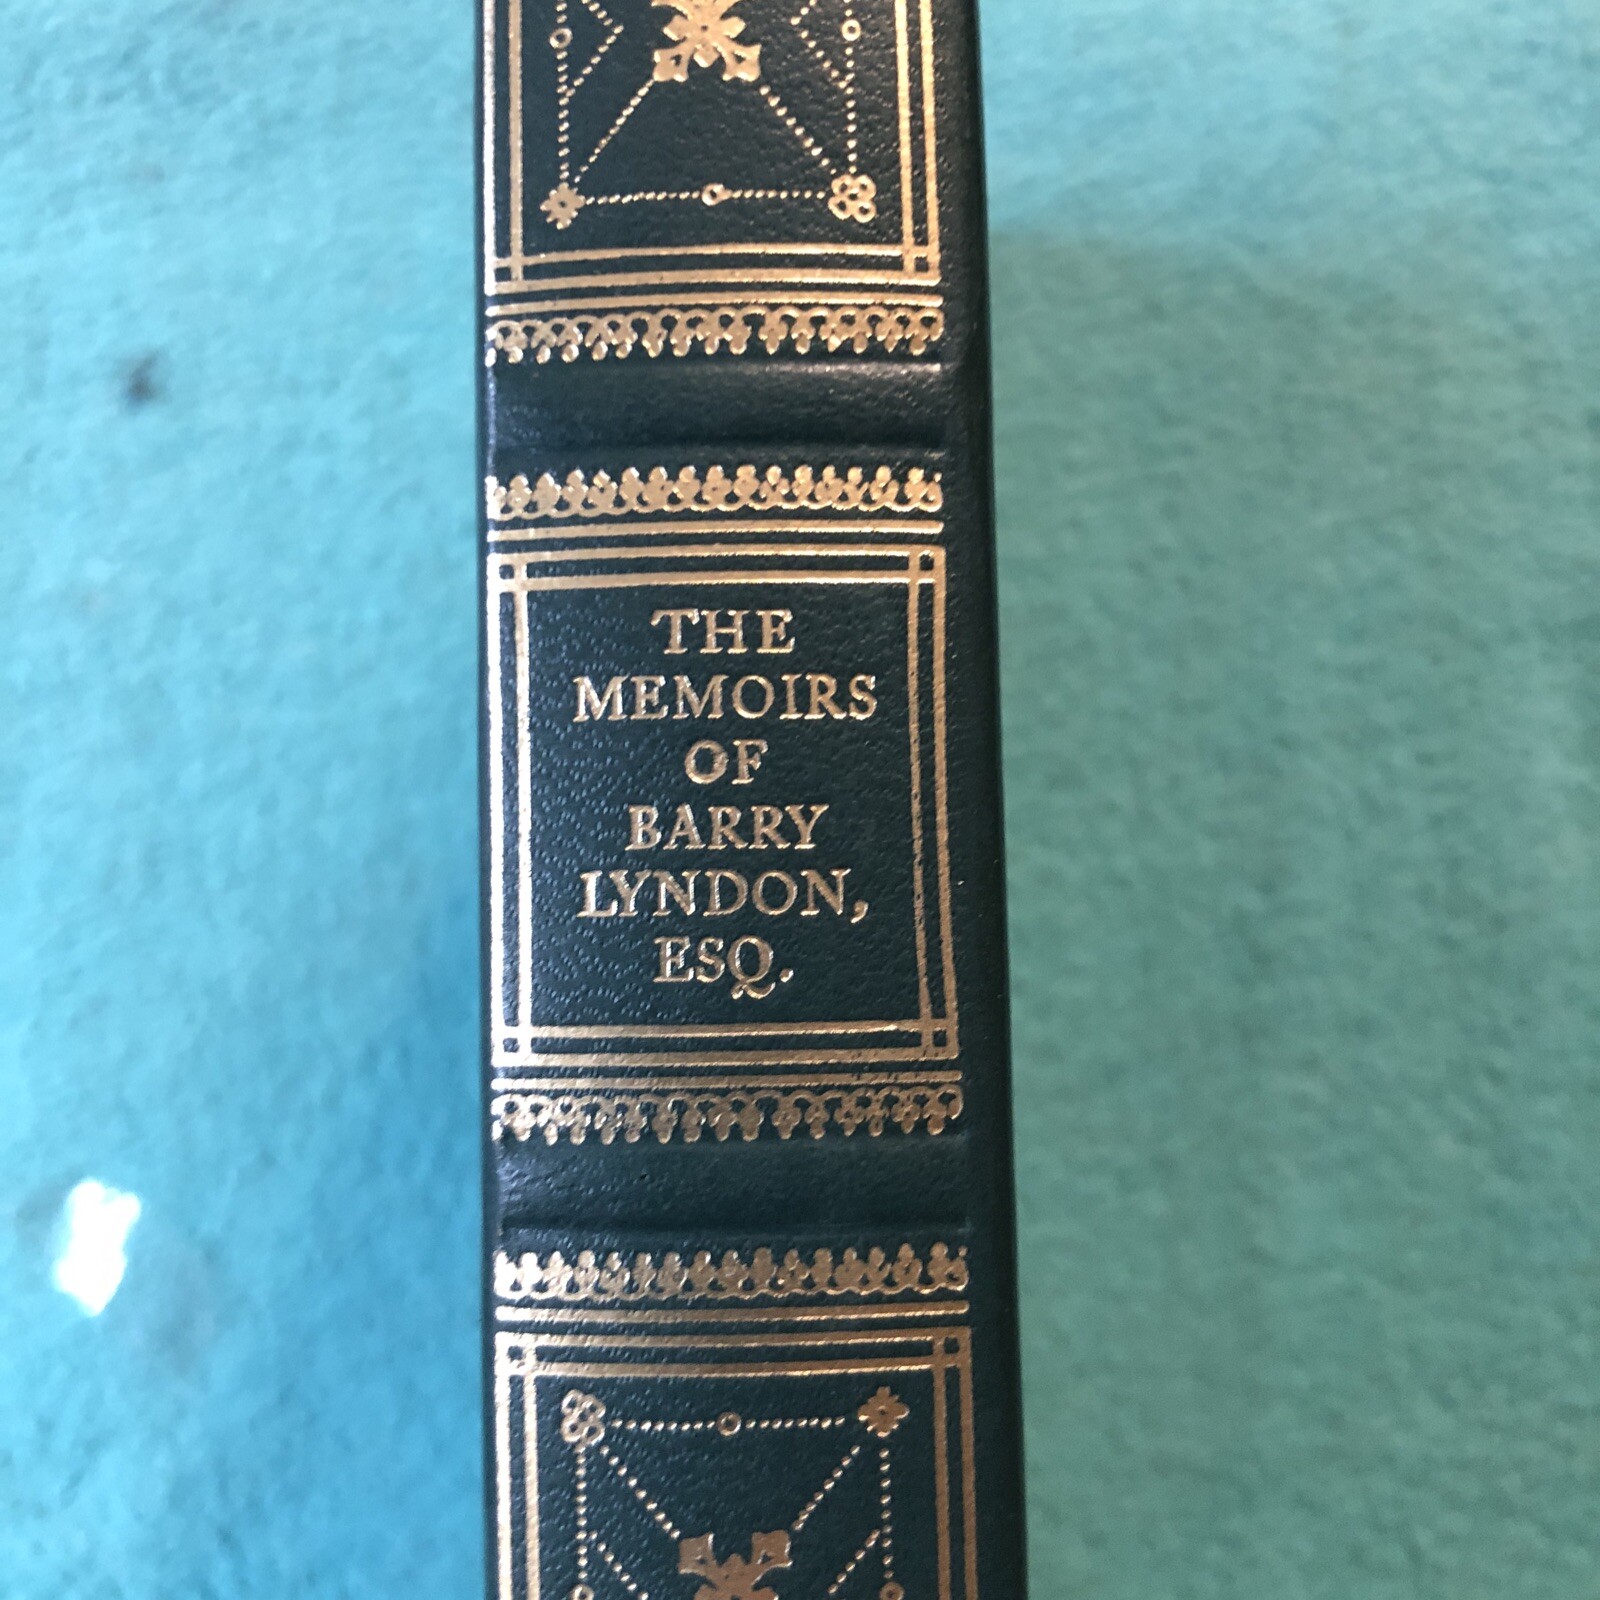 THE
MEMOIRS
OF
BARRY
LYNDON,
ESQ.